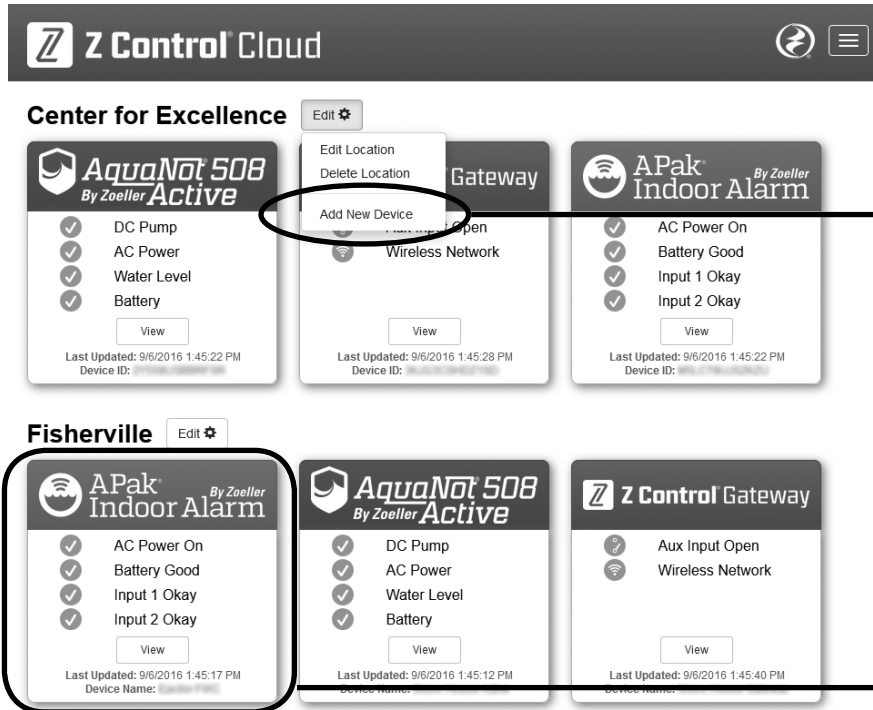 Z Control® Cloud
Center for Excellence Edit
Edit Location
Delete Location
Add New Device
AquaNot® 508
By Zoeller Active
DC Pump
AC Power
Water Level
Battery
View
Last Updated: 9/6/2016 1:45:22 PM
Device ID:
Gateway
Aux Input Open
Wireless Network
View
Last Updated: 9/6/2016 1:45:28 PM
Device ID:
APak® By Zoeller
Indoor Alarm
AC Power On
Battery Good
Input 1 Okay
Input 2 Okay
View
Last Updated: 9/6/2016 1:45:22 PM
Device ID:
Fisherville Edit
APak® By Zoeller
Indoor Alarm
AC Power On
Battery Good
Input 1 Okay
Input 2 Okay
View
Last Updated: 9/6/2016 1:45:17 PM
Device Name:
AquaNot® 508
By Zoeller Active
DC Pump
AC Power
Water Level
Battery
View
Last Updated: 9/6/2016 1:45:12 PM
Device Name:
Z Control® Gateway
Aux Input Open
Wireless Network
View
Last Updated: 9/6/2016 1:45:40 PM
Device Name: